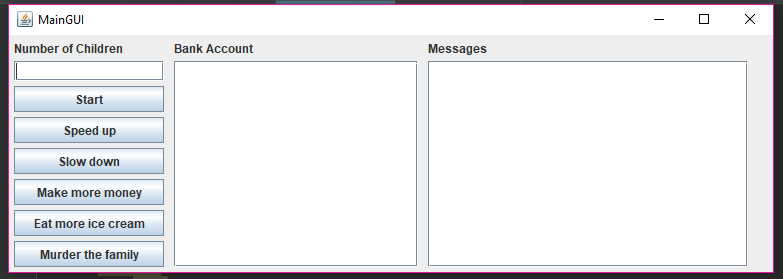 MainGUI
Number of Children
Bank Account
Messages
Start
Speed up
Slow down
Make more money
Eat more ice cream
Murder the family